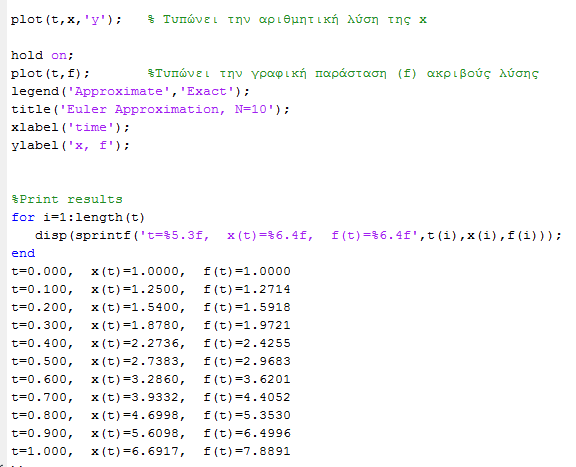 plot(t,x,'y');   % Τυπώνει την αριθμητική λύση της x
hold on;
plot(t,f);       %Τυπώνει την γραφική παράσταση (f) ακριβούς λύσης
legend('Approximate','Exact');
title('Euler Approximation, N=10');
xlabel('time');
ylabel('x, f');
%Print results
for i=1:length(t)
   disp(sprintf('t=%5.3f,  x(t)=%6.4f,  f(t)=%6.4f',t(i),x(i),f(i)));
end
t=0.000,  x(t)=1.0000,  f(t)=1.0000
t=0.100,  x(t)=1.2500,  f(t)=1.2714
t=0.200,  x(t)=1.5400,  f(t)=1.5918
t=0.300,  x(t)=1.8780,  f(t)=1.9721
t=0.400,  x(t)=2.2736,  f(t)=2.4255
t=0.500,  x(t)=2.7383,  f(t)=2.9683
t=0.600,  x(t)=3.2860,  f(t)=3.6201
t=0.700,  x(t)=3.9332,  f(t)=4.4052
t=0.800,  x(t)=4.6998,  f(t)=5.3530
t=0.900,  x(t)=5.6098,  f(t)=6.4996
t=1.000,  x(t)=6.6917,  f(t)=7.8891